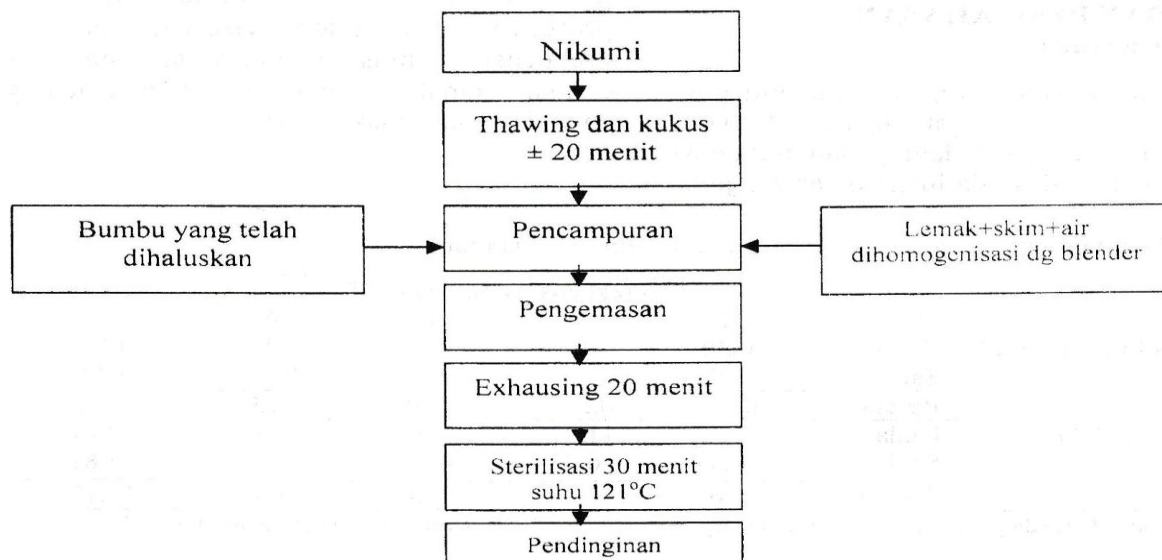 Nikumi
Thawing dan kukus
± 20 menit
Bumbu yang telah
dihaluskan
Pencampuran
Lemak+skim+air
dihomogenisasi dg blender
Pengemasan
Exhausing 20 menit
Sterilisasi 30 menit
suhu 121°C
Pendinginan